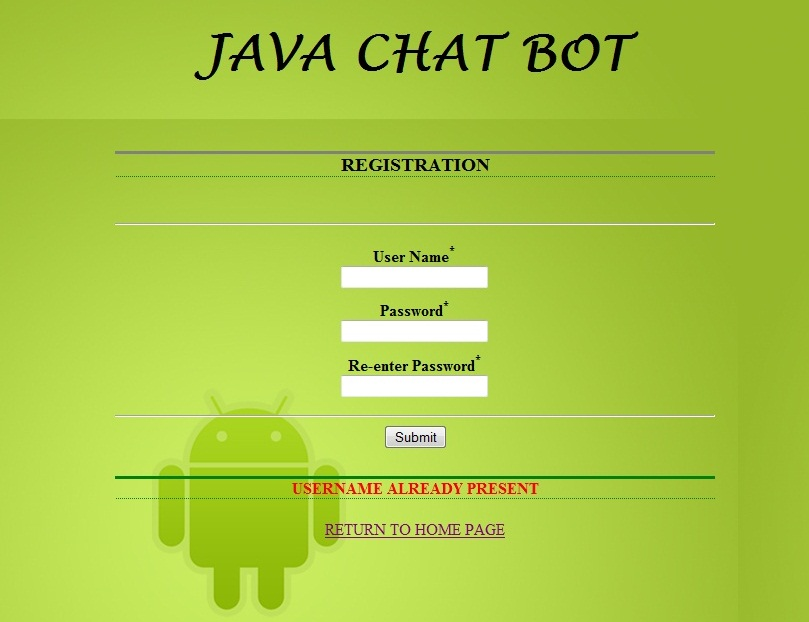 JAVA CHAT BOT
REGISTRATION
User Name*
Password*
Re-enter Password*
Submit
USERNAME ALREADY PRESENT
RETURN TO HOME PAGE